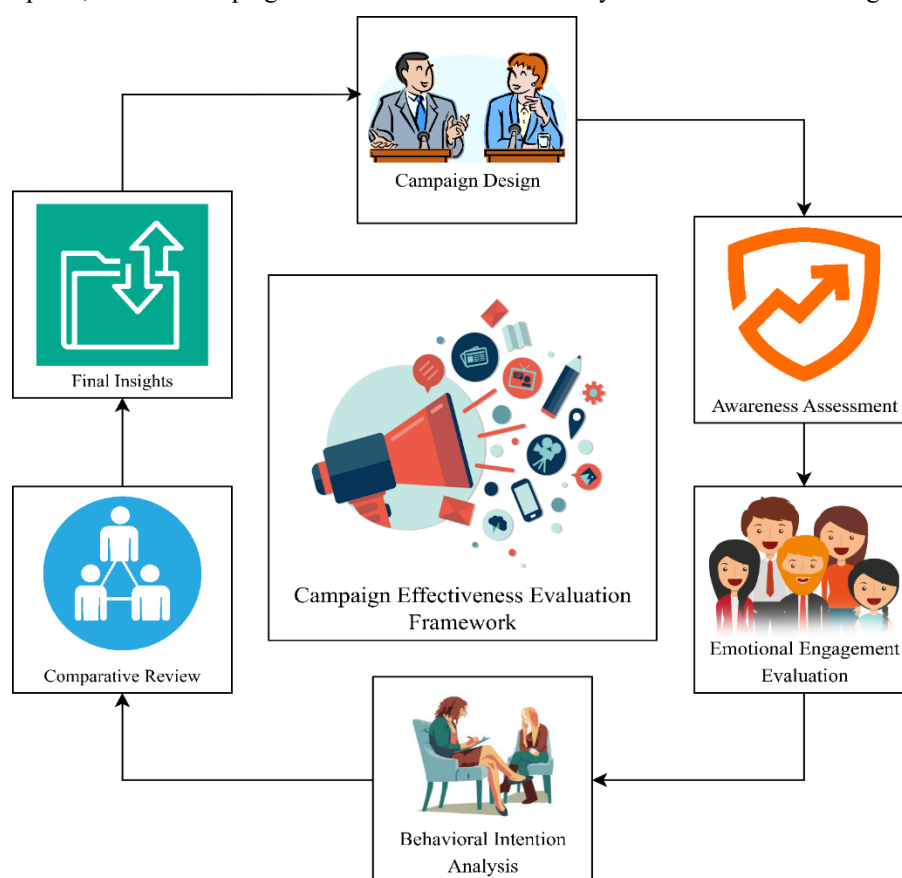 Campaign Design
Awareness Assessment
Emotional Engagement
Evaluation
Behavioral Intention
Analysis
Comparative Review
Final Insights
Campaign Effectiveness Evaluation
Framework